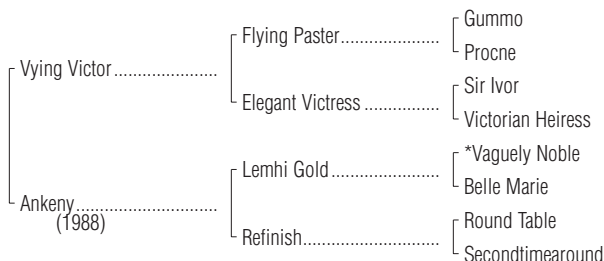 Gummo
Flying Paster....................
Procne
Vying Victor.....................
Sir Ivor
Elegant Victress ...............
Victorian Heiress
*Vaguely Noble
Lemhi Gold......................
Belle Marie
Ankeny............................
(1988)
Round Table
Refinish...........................
Secondtimearound